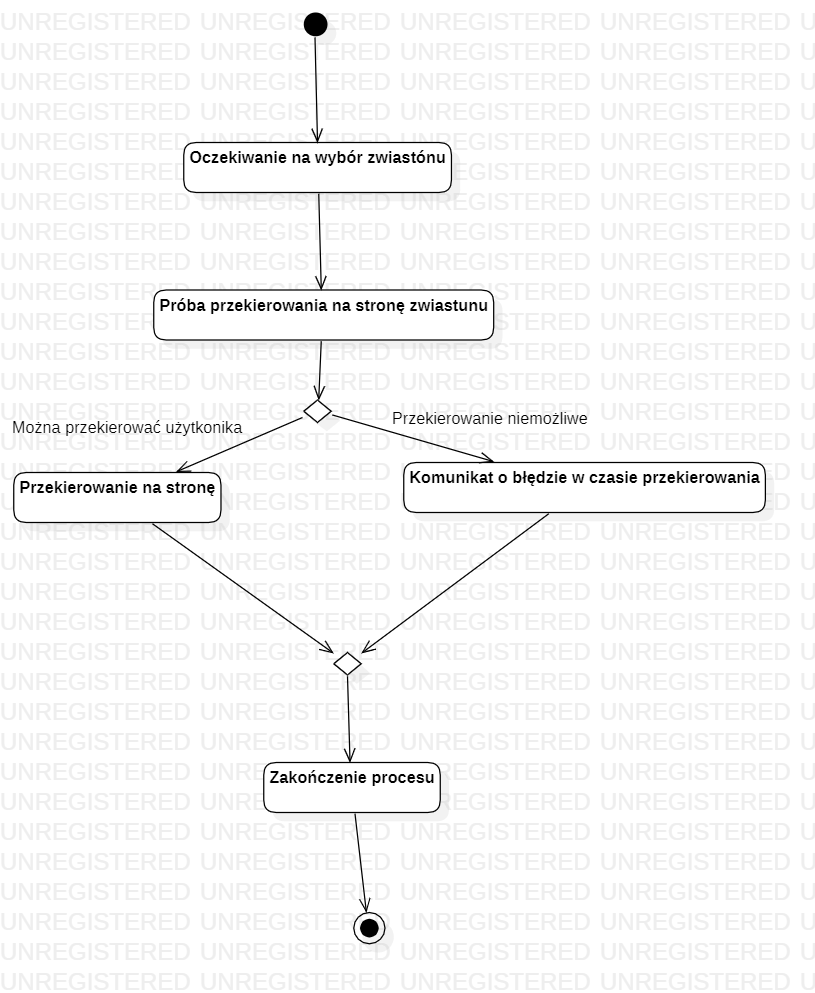 UNREGISTERED UNREGISTERED UNREGISTERED UNREGISTERED U
Oczekiwanie na wybór zwiastónu
Próba przekierowania na stronę zwiastunu
Można przekierować użytkonika
Przekierowanie niemożliwe
Przekierowanie na stronę
Komunikat o błędzie w czasie przekierowania
Zakończenie procesu